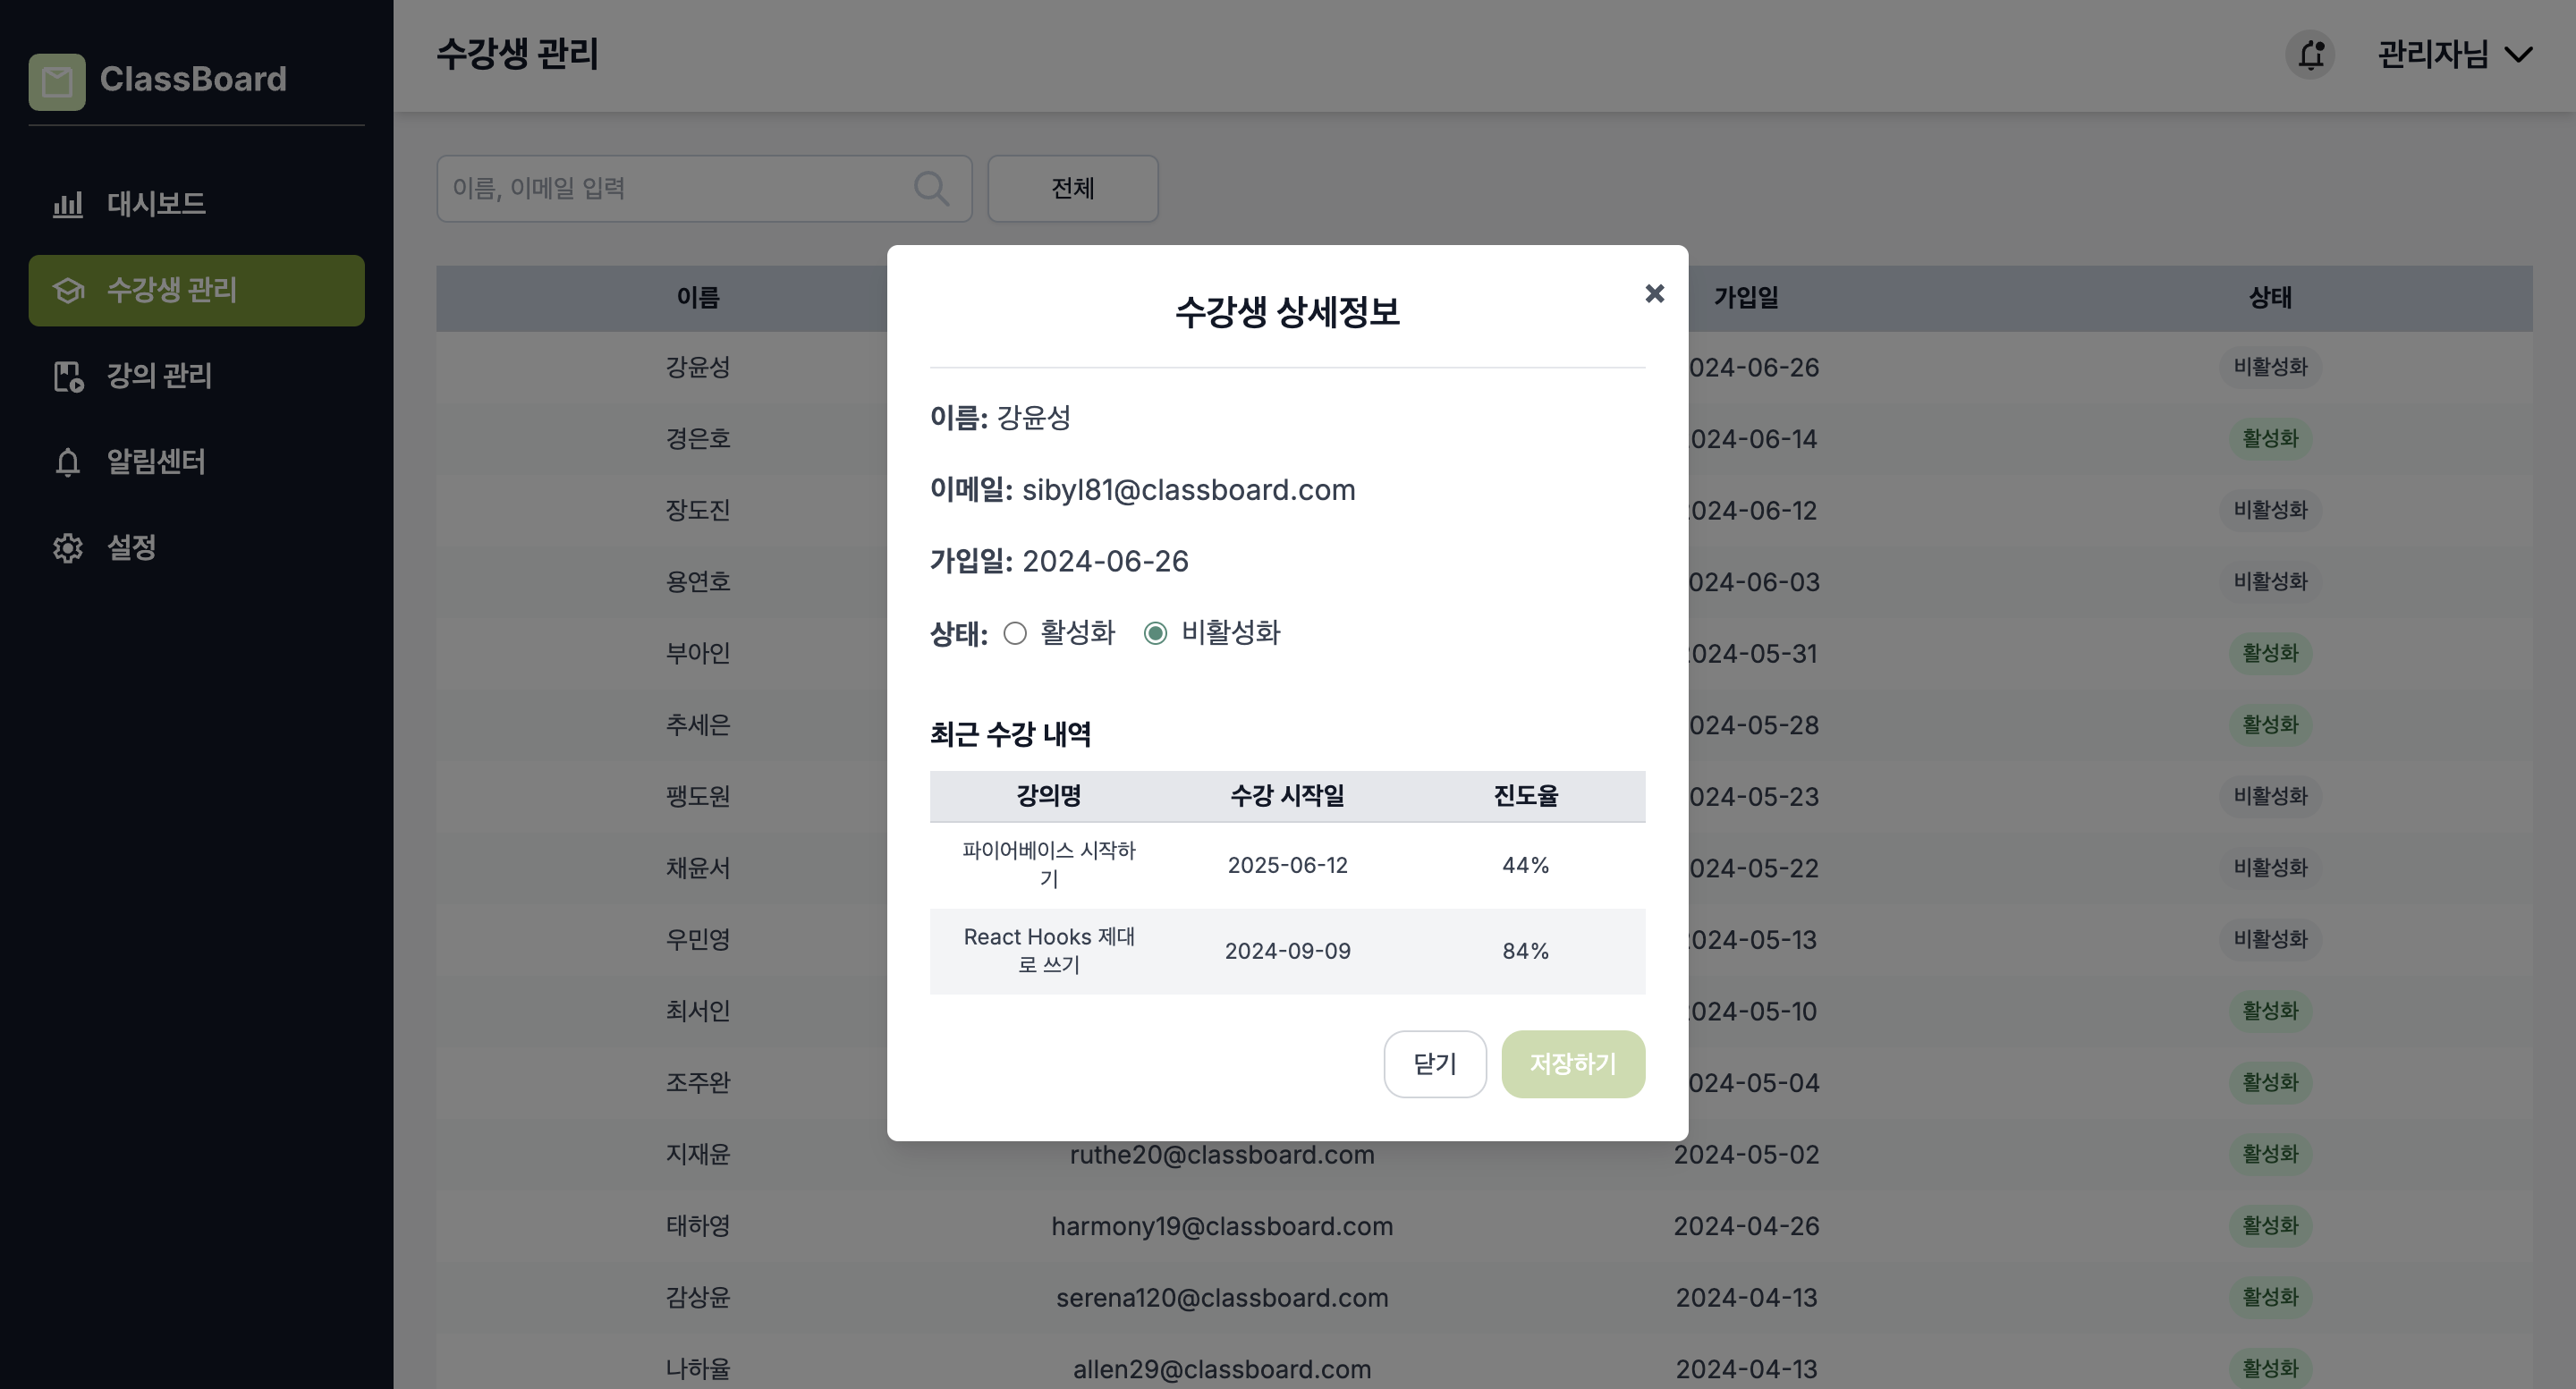 ClassBoard
대시보드
수강생 관리
강의 관리
알림센터
설정
수강생 관리
관리자님
이름, 이메일 입력
전체
이름 가입일 상태
강윤성 024-06-26 비활성화
경은호 024-06-14 활성화
장도진 024-06-12 비활성화
용연호 024-06-03 비활성화
부아인 024-05-31 활성화
추세은 024-05-28 활성화
팽도원 024-05-23 비활성화
채윤서 024-05-22 비활성화
우민영 024-05-13 비활성화
최서인 024-05-10 활성화
조주완 024-05-04 활성화
지재윤 ruthe20@classboard.com 2024-05-02 활성화
태하영 harmony19@classboard.com 2024-04-26 활성화
감상윤 serena120@classboard.com 2024-04-13 활성화
나하율 allen29@classboard.com 2024-04-13 활성화
수강생 상세정보
이름: 강윤성
이메일: sibyl81@classboard.com
가입일: 2024-06-26
상태: 활성화 비활성화
최근 수강 내역
강의명 수강 시작일 진도율
파이어베이스 시작하
기
2025-06-12 44%
React Hooks 제대
로 쓰기
2024-09-09 84%
닫기 저장하기